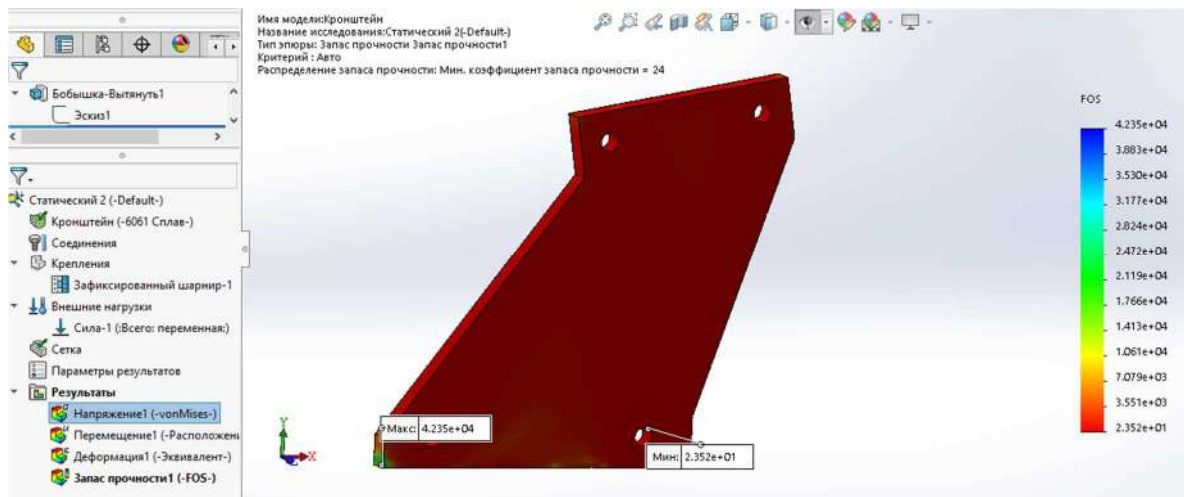 Имя модели:Кронштейн
Название исследования:Статический 2(-Default-)
Тип эпюры: Запас прочности Запас прочности1
Критерий : Авто
Распределение запаса прочности: Мин. коэффициент запаса прочности = 24
Бобышка-Вытянуть1
Эскиз1
Статический 2 (-Default-)
Кронштейн (-6061 Сплав-)
Соединения
Крепления
Зафиксированный шарнир-1
Внешние нагрузки
Сила-1 (:Всего: переменная:)
Сетка
Параметры результатов
Результаты
Напряжение1 (-vonMises-)
Перемещение1 (-Расположен
Деформация1 (-Эквивалент-)
Запас прочности1 (-FOS-)
Y
X
Макс: 4.235e+04
Мин: 2.352e+01
FOS
4.235e+04
3.883e+04
3.530e+04
3.177e+04
2.824e+04
2.472e+04
2.119e+04
1.766e+04
1.413e+04
1.061e+04
7.079e+03
3.551e+03
2.352e+01